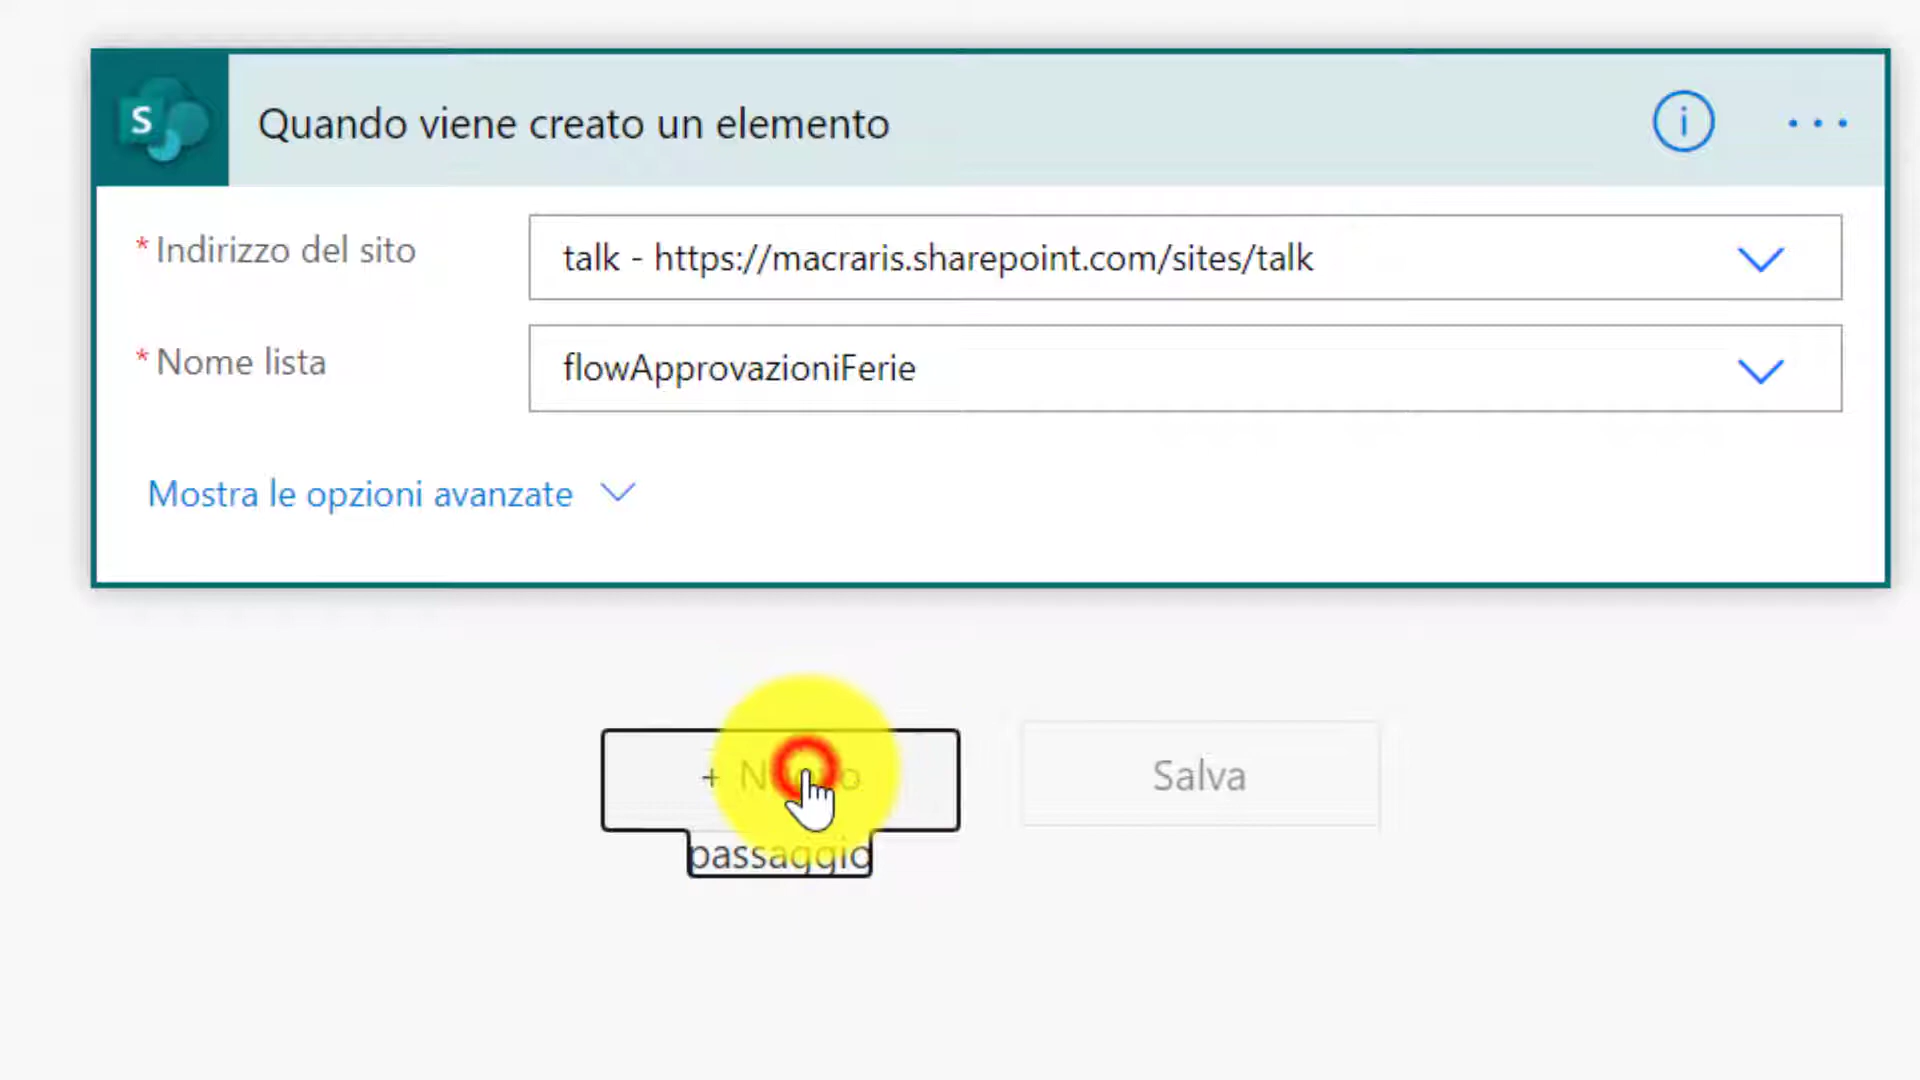 S
Quando viene creato un elemento
* Indirizzo del sito
talk - https://macraris.sharepoint.com/sites/talk
* Nome lista
flowApprovazioniFerie
Mostra le opzioni avanzate
+ Nuovo
passaggio
Salva